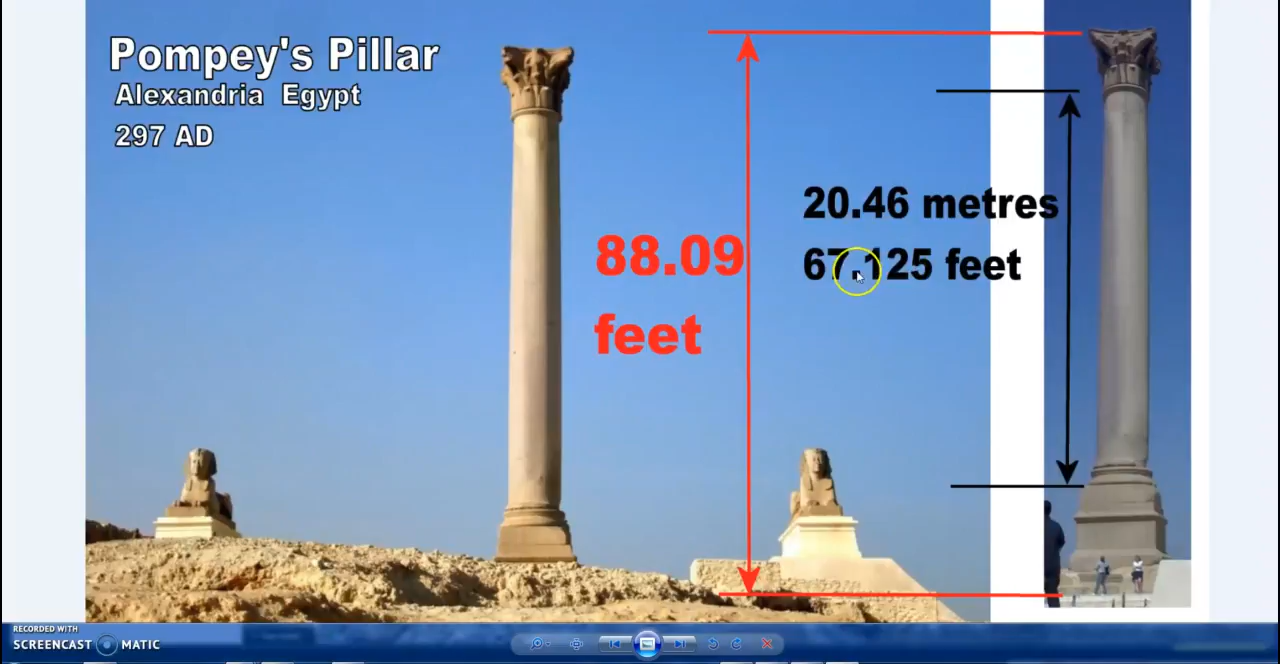 Pompey's Pillar
Alexandria Egypt
297 AD
88.09
feet
20.46 metres
67.125 feet
RECORDED WITH
SCREENCAST MATIC